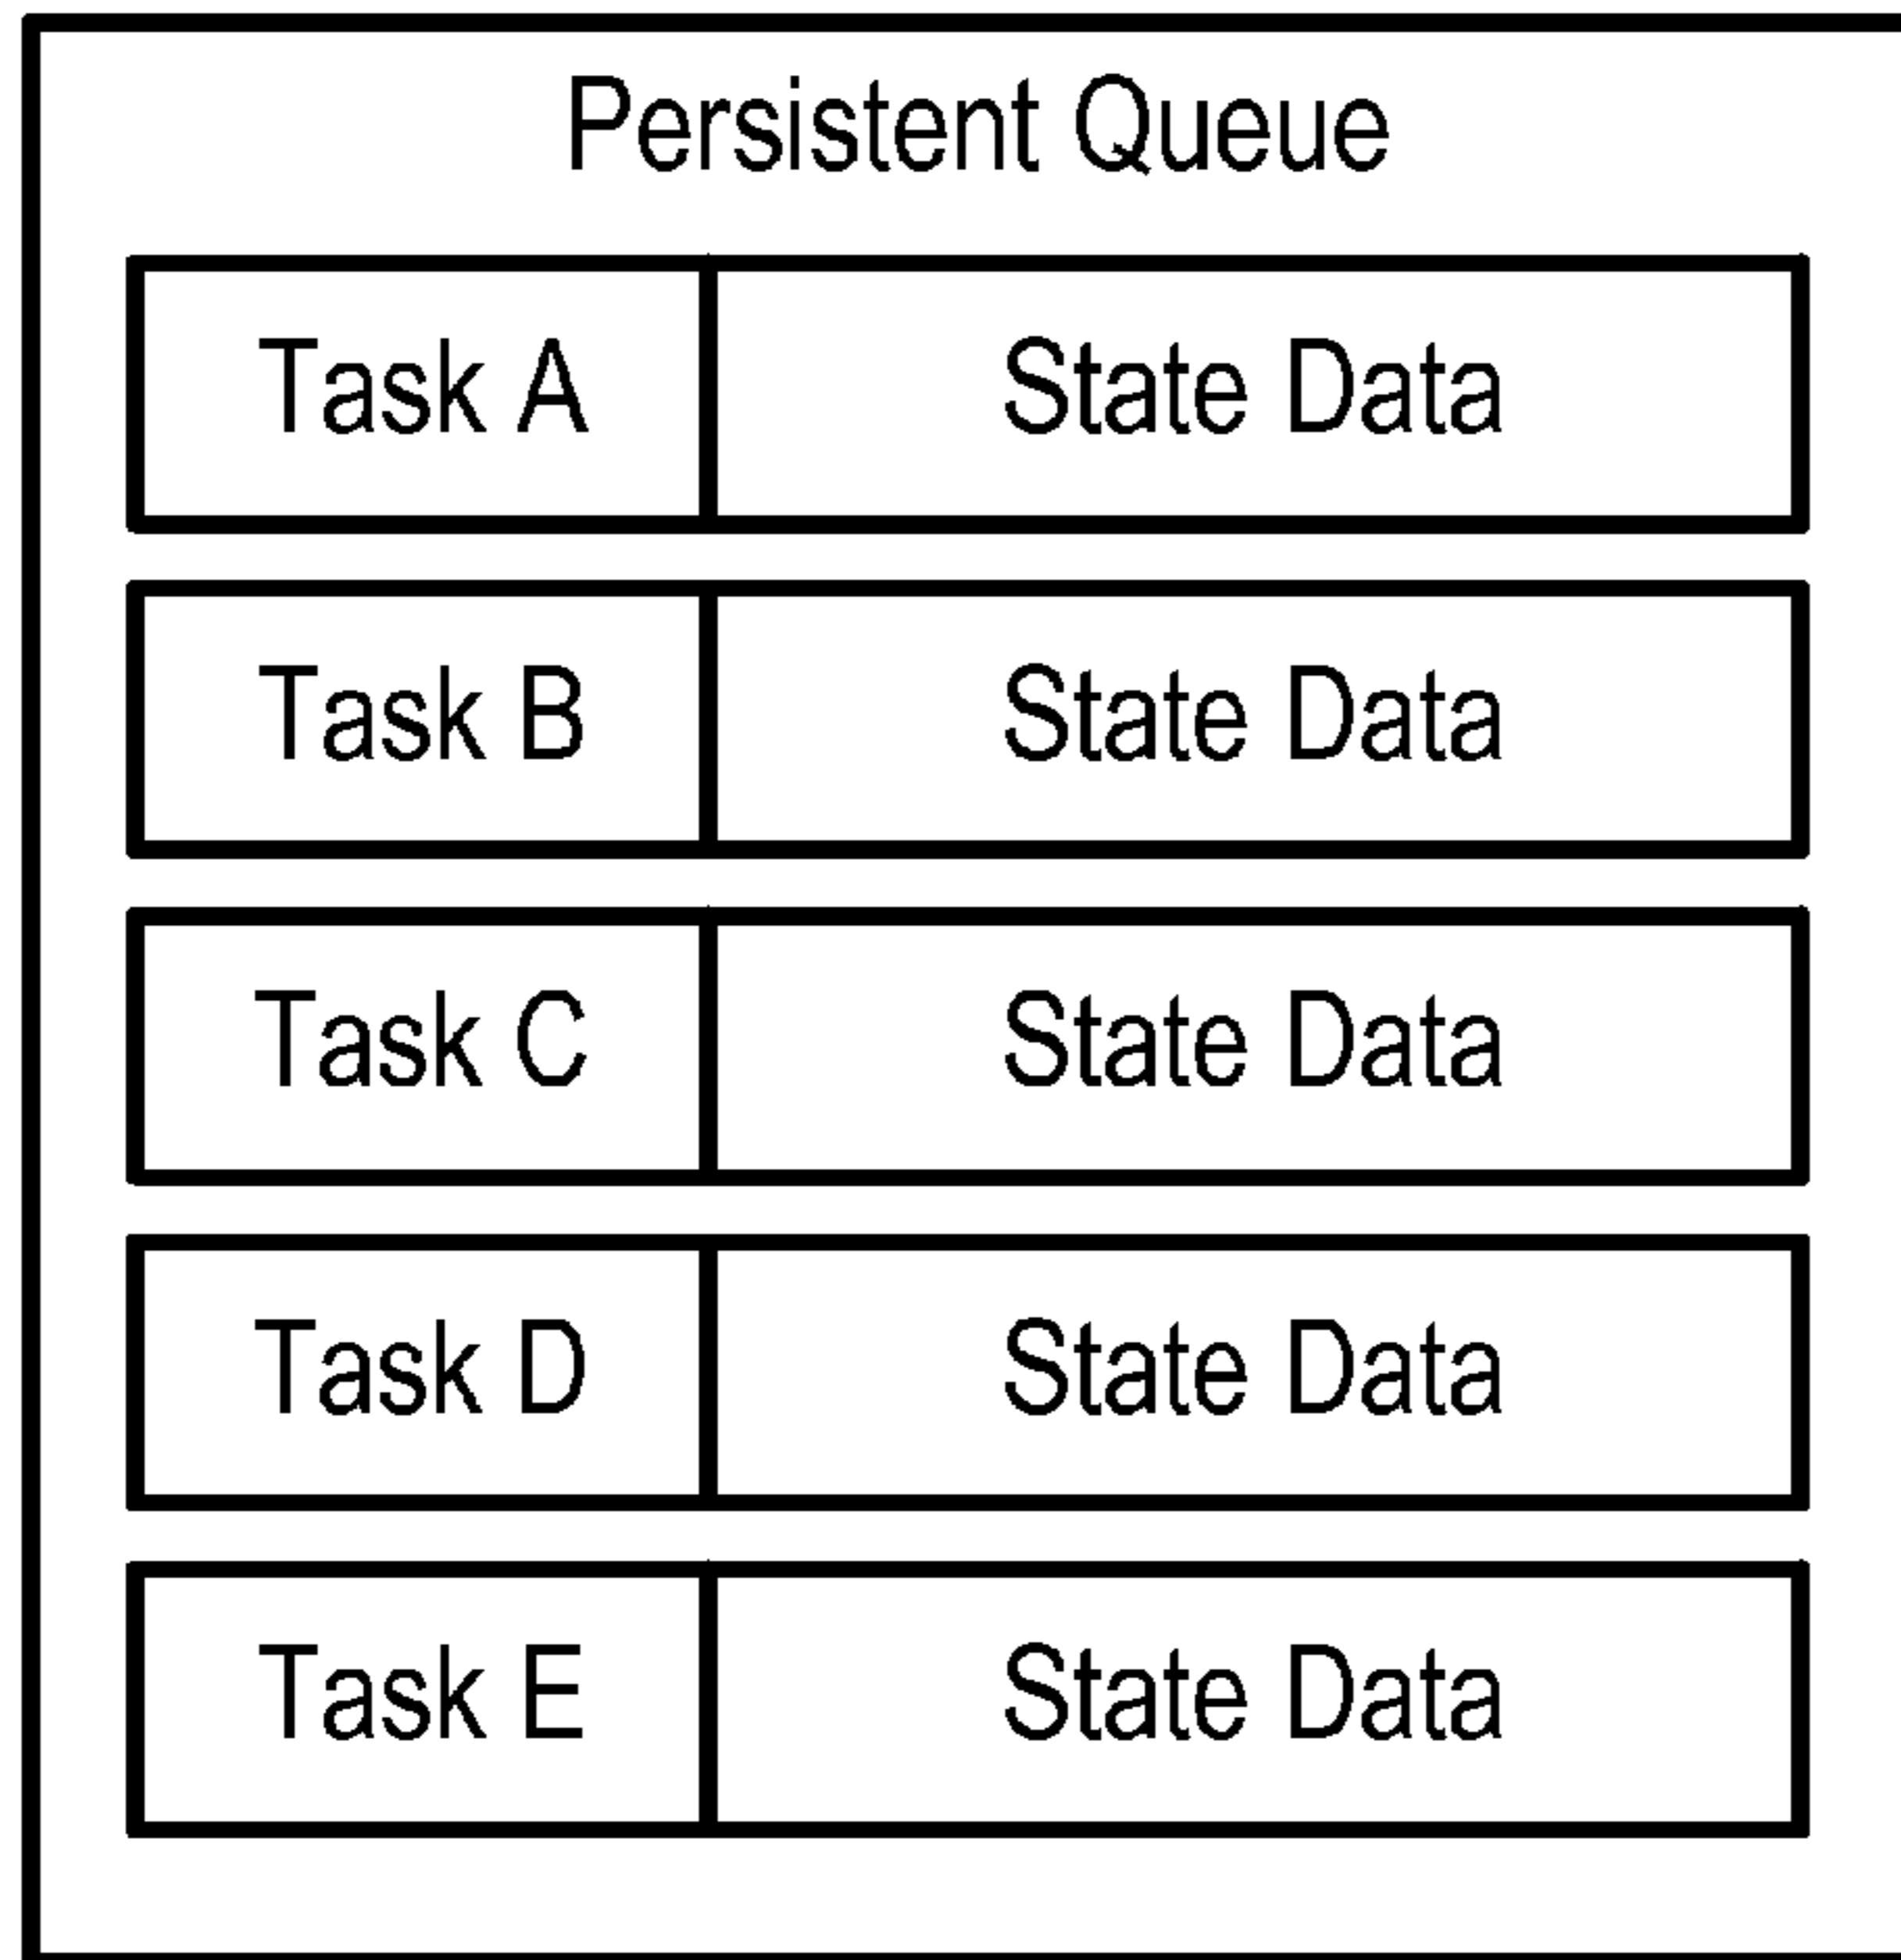 Persistent Queue
Task A State Data
Task B State Data
Task C State Data
Task D State Data
Task E State Data